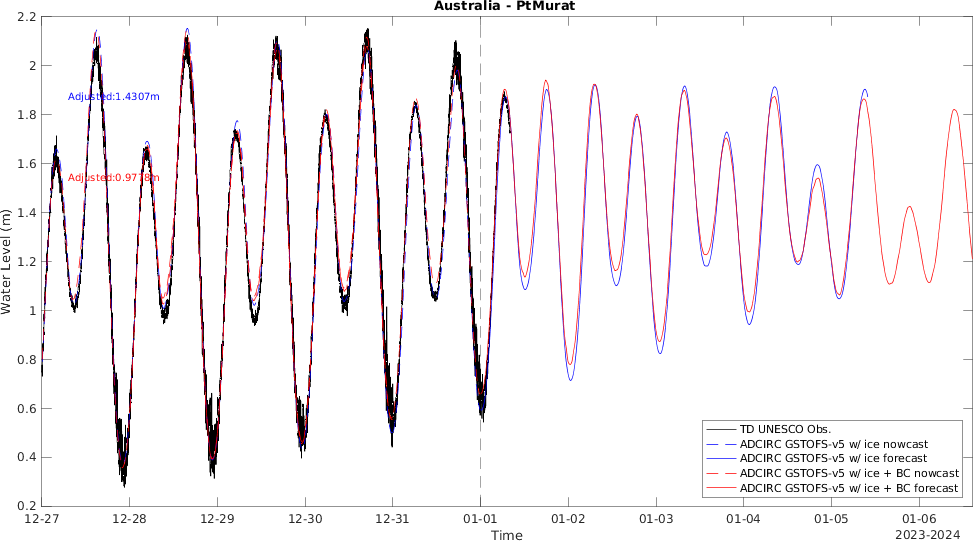 Australia - PtMurat
2.2
2
1.8
1.6
1.4
1.2
1
0.8
0.6
0.4
0.2
Water Level (m)
Adjusted:1.4307m
Adjusted:0.9778m
TD UNESCO Obs.
ADCIRC GSTOFS-v5 w/ ice nowcast
ADCIRC GSTOFS-v5 w/ ice forecast
ADCIRC GSTOFS-v5 w/ ice + BC nowcast
ADCIRC GSTOFS-v5 w/ ice + BC forecast
12-27 12-28 12-29 12-30 12-31 01-01 01-02 01-03 01-04 01-05 01-06
Time
2023-2024